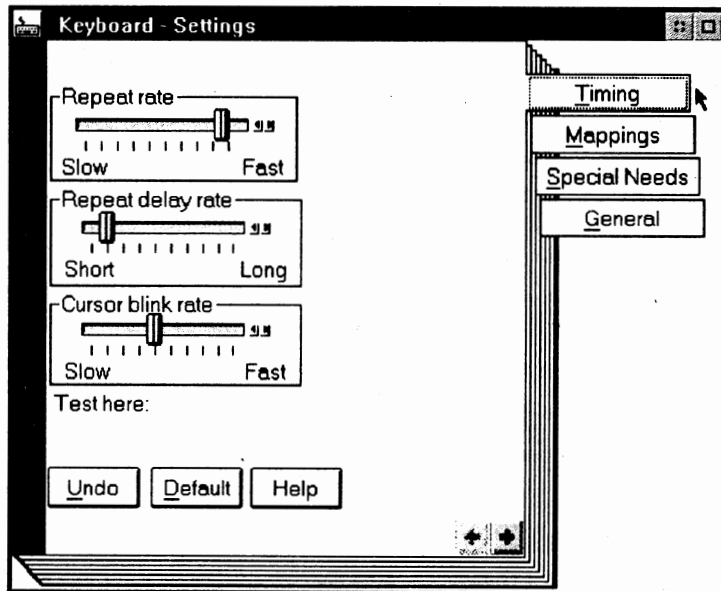 Keyboard - Settings
Timing
Mappings
Special Needs
General
Repeat rate
Slow Fast
Repeat delay rate
Short Long
Cursor blink rate
Slow Fast
Test here:
Undo Default Help